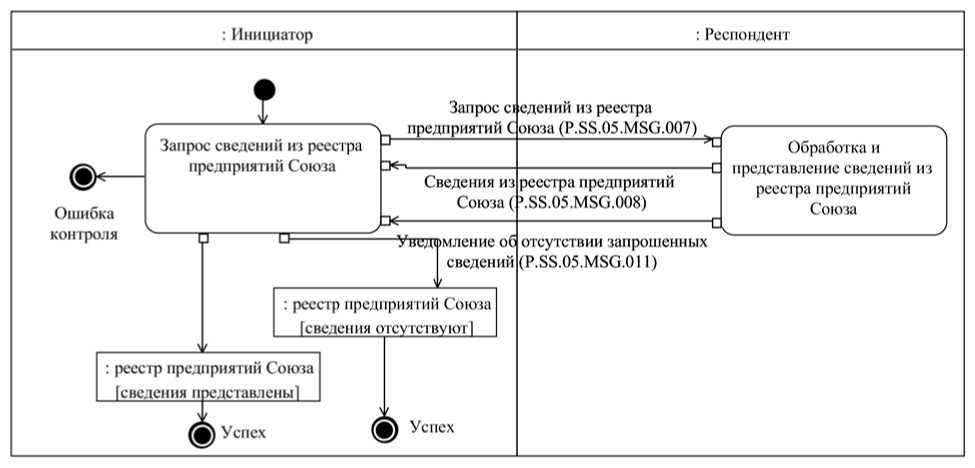 : Инициатор
: Респондент
Запрос сведений из реестра
предприятий Союза (P.SS.05.MSG.007)
Запрос сведений из реестра
предприятий Союза
Обработка и
представление сведений из
реестра предприятий
Союза
Сведения из реестра предприятий
Союза (P.SS.05.MSG.008)
Ошибка
контроля
Уведомление об отсутствии запрошенных
сведений (P.SS.05.MSG.011)
: реестр предприятий Союза
[сведения отсутствуют]
: реестр предприятий Союза
[сведения представлены]
Успех
Успех